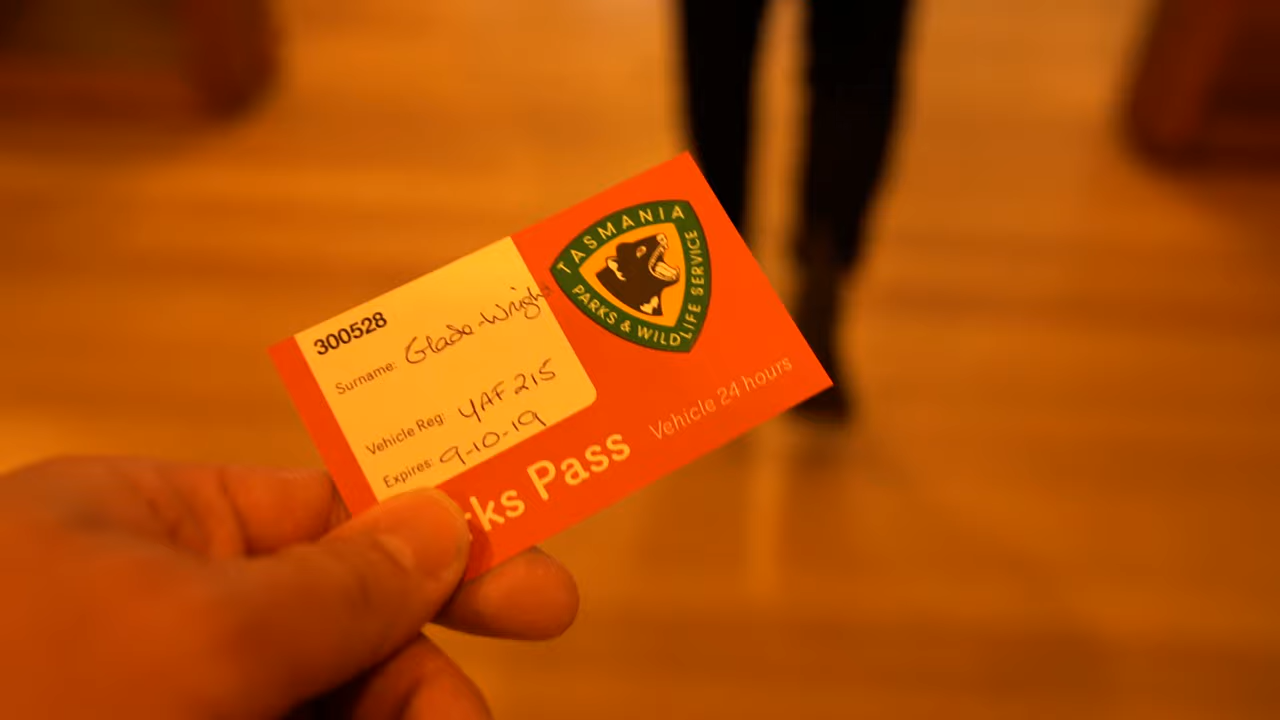 300528
Surname: Glade-Wright
Vehicle Reg: YAF 215
Expires: 9-10-19
TASMANIA
PARKS & WILDLIFE SERVICE
ks Pass
Vehicle 24 hours